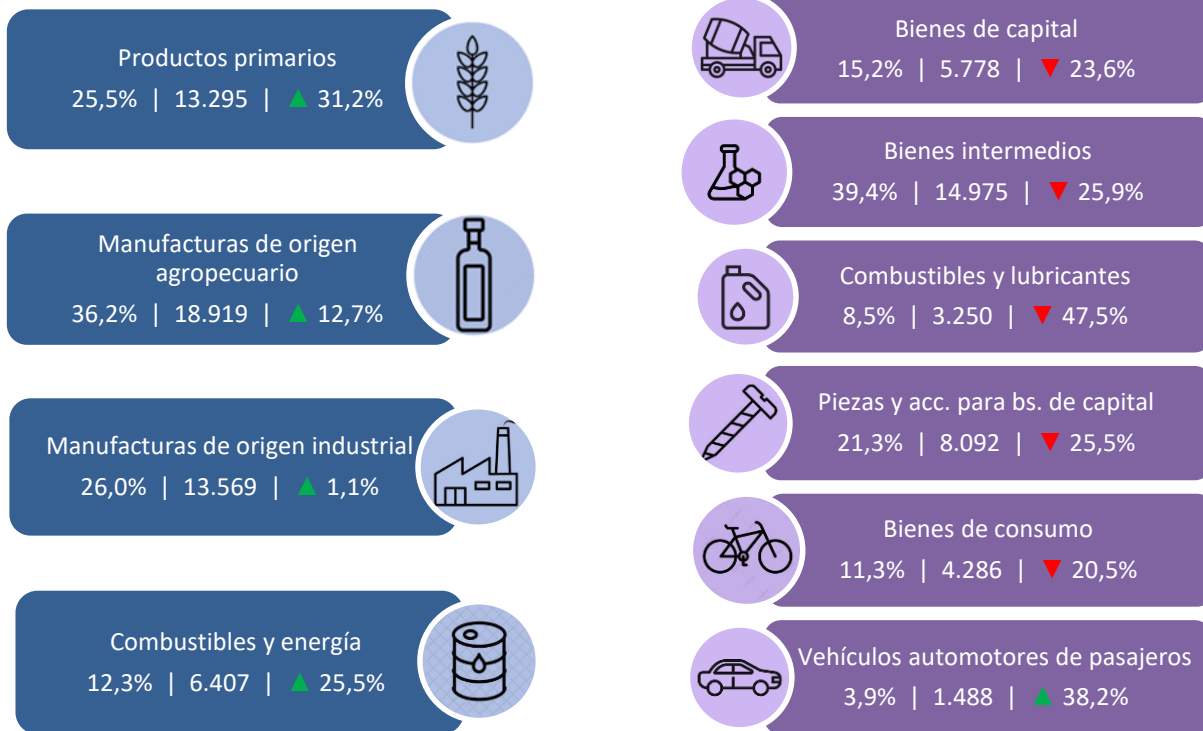 Productos primarios
25,5% | 13.295 | ▲ 31,2%
Manufacturas de origen
agropecuario
36,2% | 18.919 | ▲ 12,7%
Manufacturas de origen industrial
26,0% | 13.569 | ▲ 1,1%
Combustibles y energía
12,3% | 6.407 | ▲ 25,5%
Bienes de capital
15,2% | 5.778 | ▼ 23,6%
Bienes intermedios
39,4% | 14.975 | ▼ 25,9%
Combustibles y lubricantes
8,5% | 3.250 | ▼ 47,5%
Piezas y acc. para bs. de capital
21,3% | 8.092 | ▼ 25,5%
Bienes de consumo
11,3% | 4.286 | ▼ 20,5%
Vehículos automotores de pasajeros
3,9% | 1.488 | ▲ 38,2%